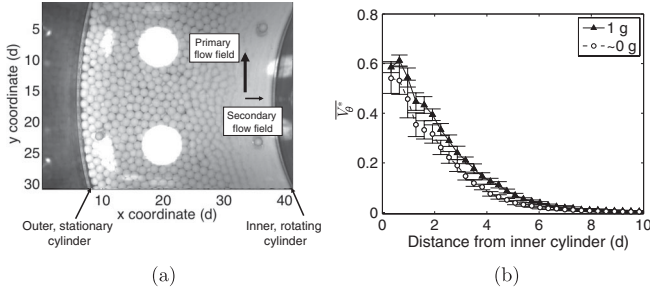 5
10
15
20
25
30
y coordinate (d)
10
20
30
40
x coordinate (d)
Primary
flow field
Secondary
flow field
Outer, stationary
cylinder
Inner, rotating
cylinder
(a)
0.8
0.6
0.4
0.2
0
V̅*θ
0
2
4
6
8
10
Distance from inner cylinder (d)
1 g
~0 g
(b)